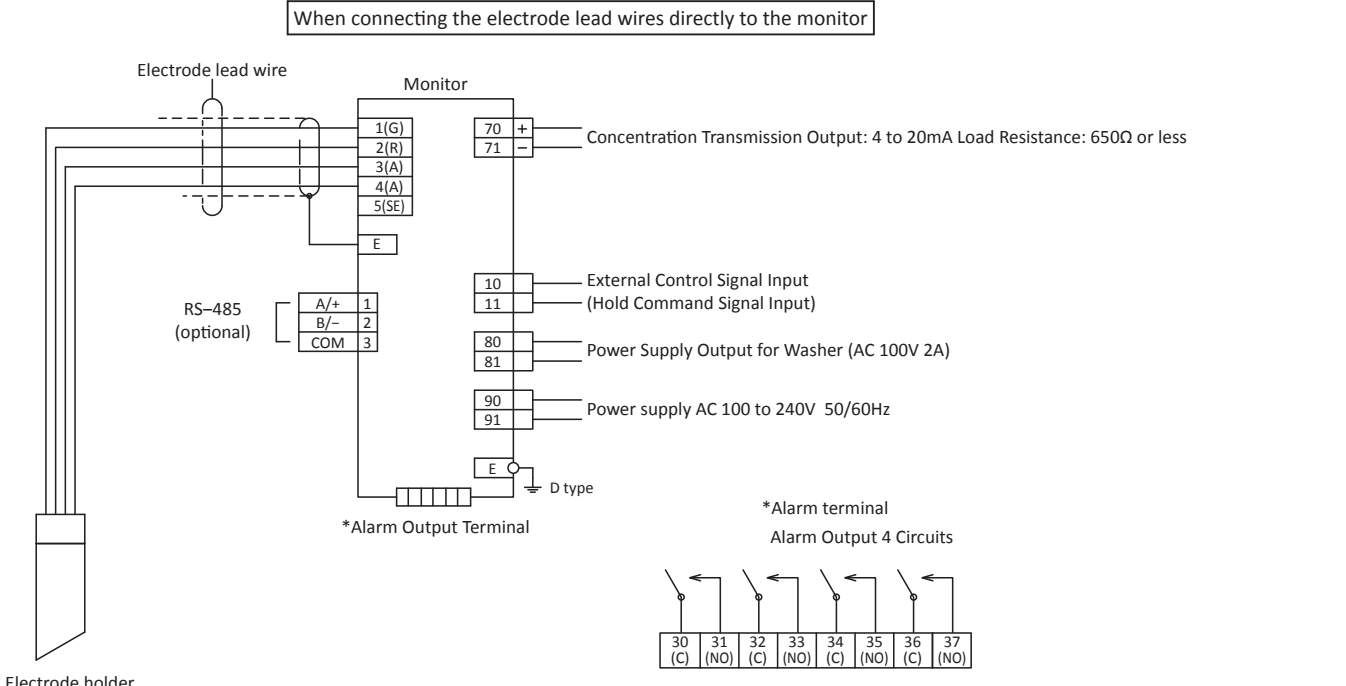 When connecting the electrode lead wires directly to the monitor
Electrode lead wire
Monitor
1(G)
2(R)
3(A)
4(A)
5(SE)
E
70 +
71 −
Concentration Transmission Output: 4 to 20mA Load Resistance: 650Ω or less
RS−485
(optional)
A/+ 1
B/− 2
COM 3
10
11
External Control Signal Input
(Hold Command Signal Input)
80
81
Power Supply Output for Washer (AC 100V 2A)
90
91
Power supply AC 100 to 240V 50/60Hz
E
D type
*Alarm Output Terminal
*Alarm terminal
Alarm Output 4 Circuits
30 31 32 33 34 35 36 37
(C) (NO) (C) (NO) (C) (NO) (C) (NO)
Electrode holder